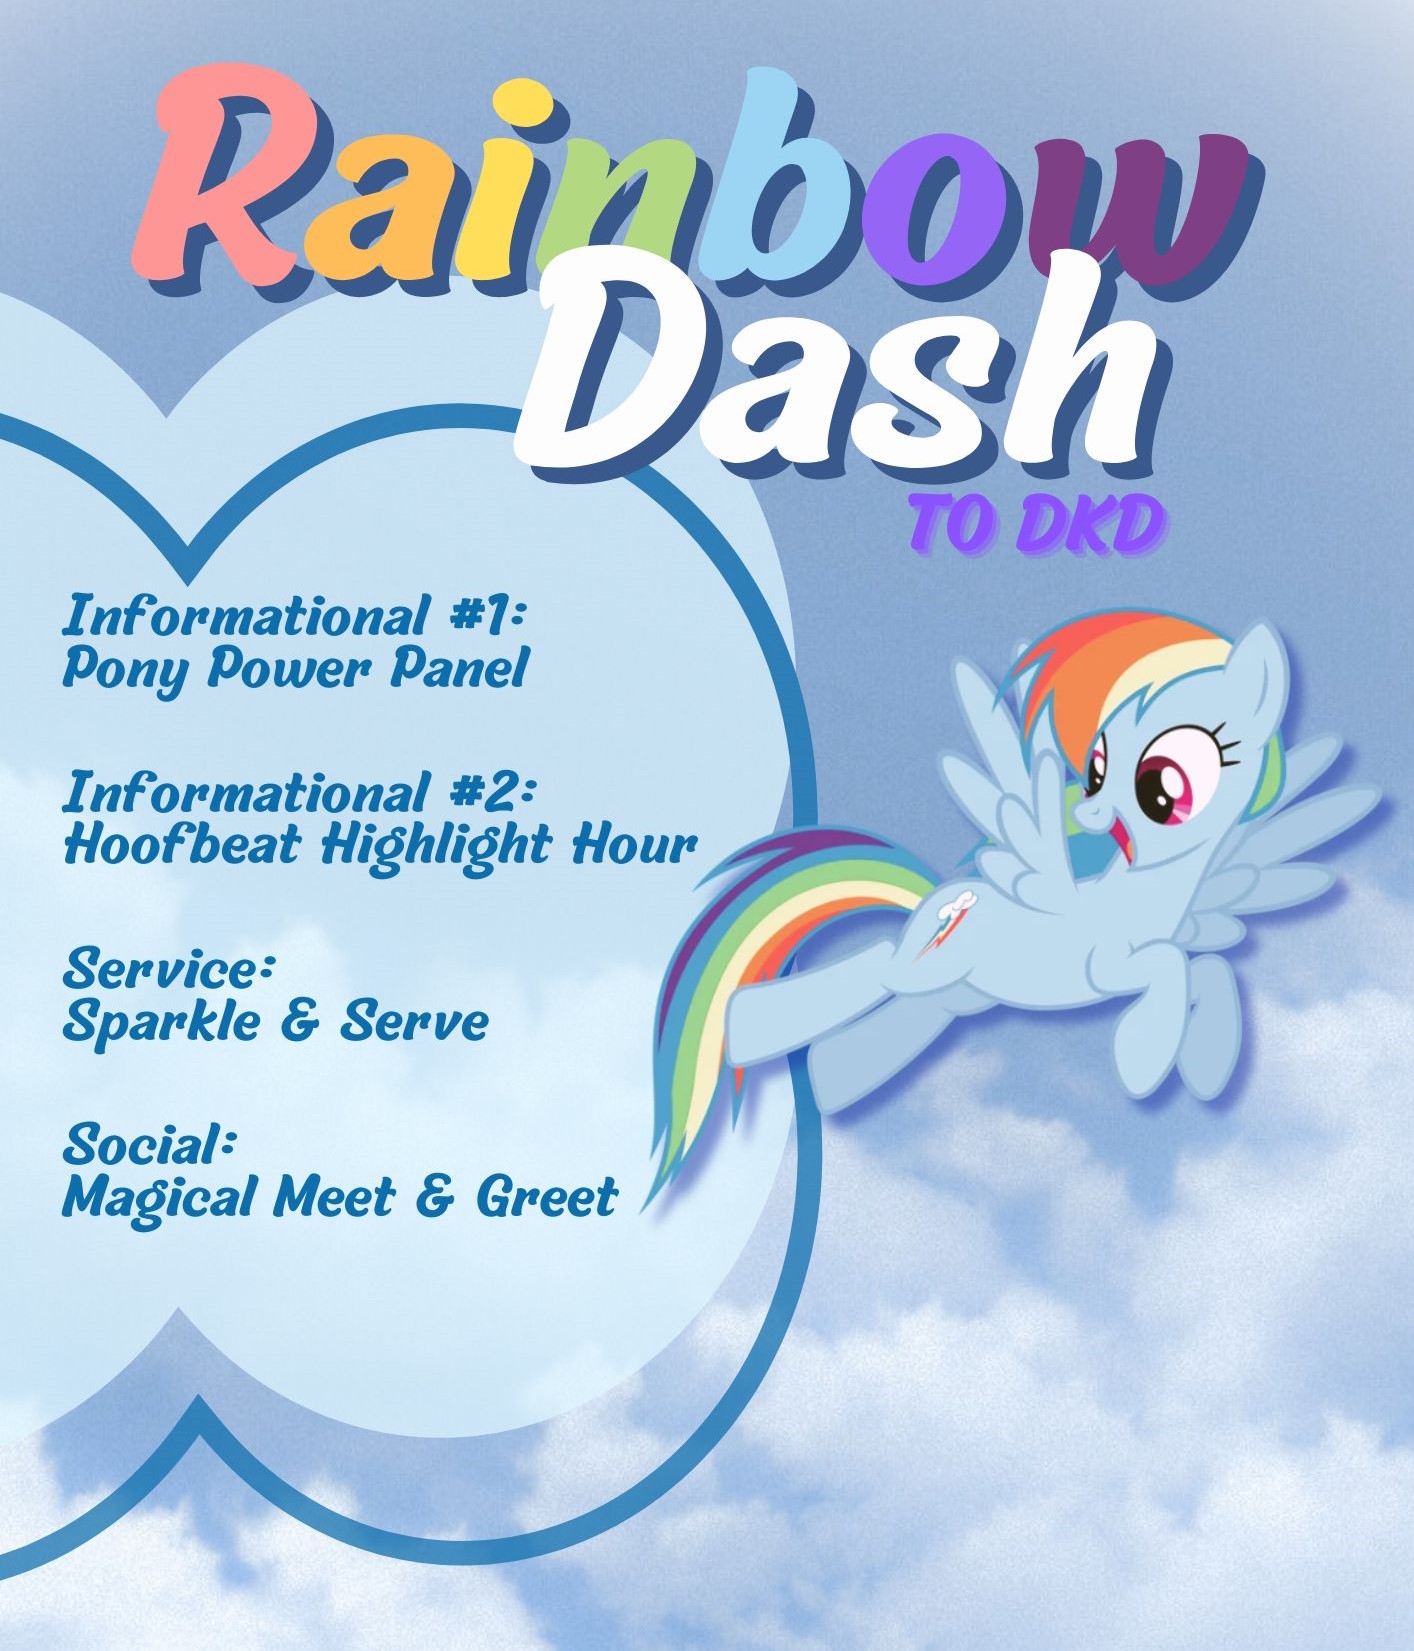 Rainbow
Dash
TO DKD
Informational #1:
Pony Power Panel
Informational #2:
Hoofbeat Highlight Hour
Service:
Sparkle & Serve
Social:
Magical Meet & Greet